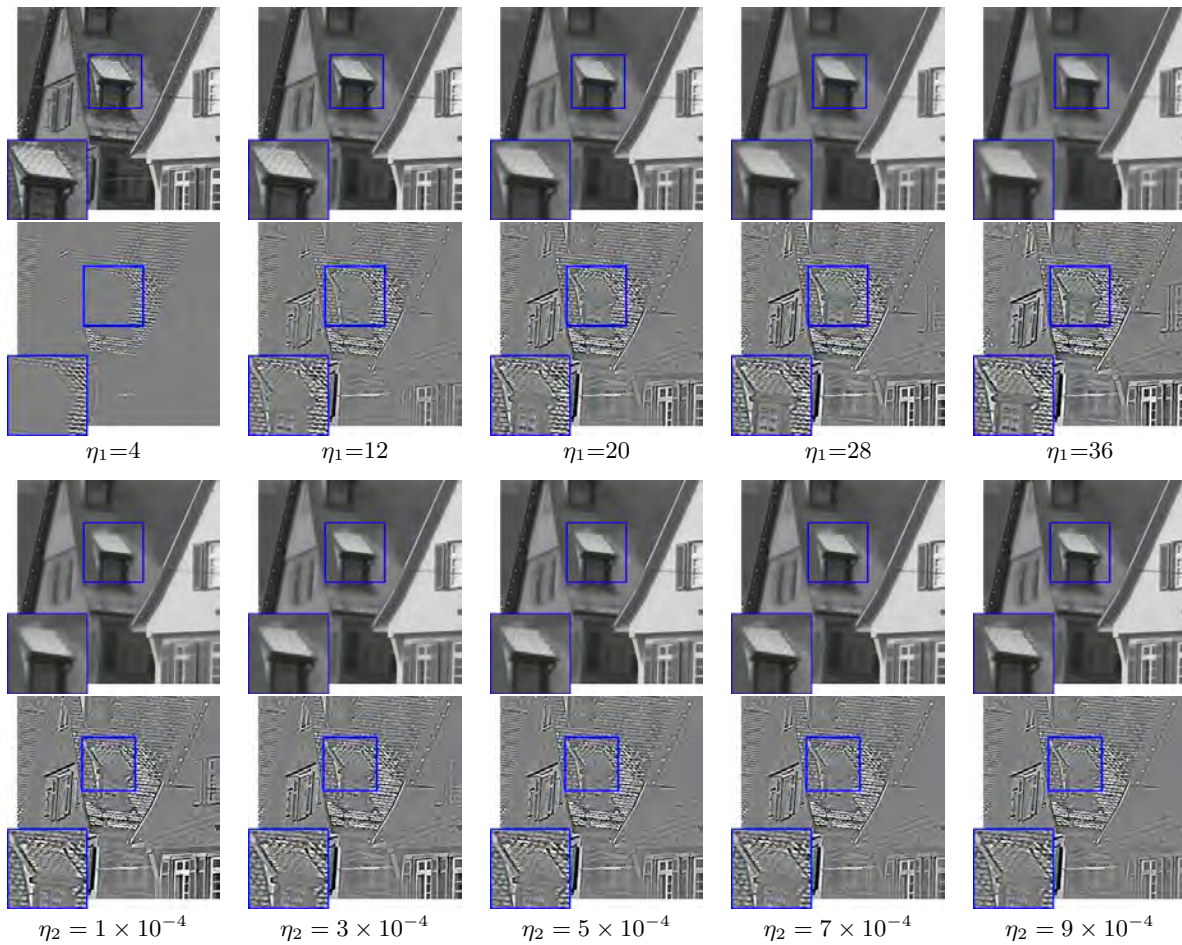 η₁=4 η₁=12 η₁=20 η₁=28 η₁=36
η₂ = 1 × 10⁻⁴ η₂ = 3 × 10⁻⁴ η₂ = 5 × 10⁻⁴ η₂ = 7 × 10⁻⁴ η₂ = 9 × 10⁻⁴